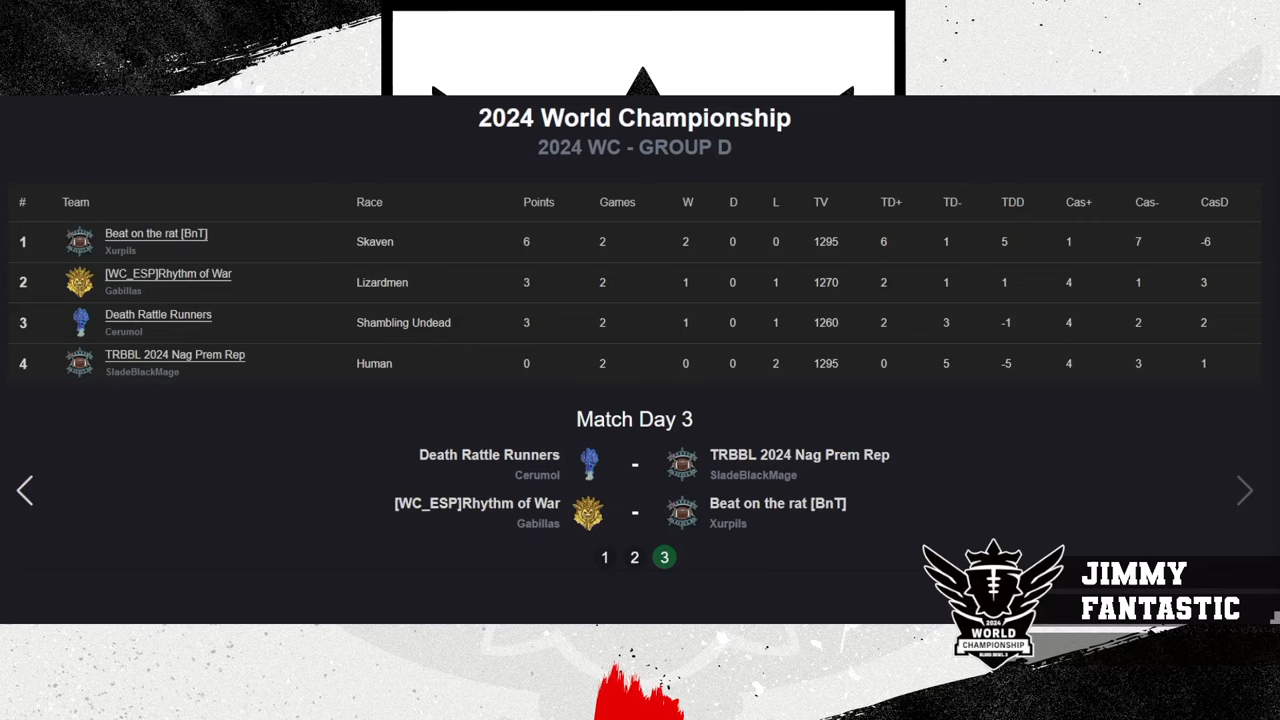 2024 World Championship
2024 WC - GROUP D
# Team Race Points Games W D L TV TD+ TD- TDD Cas+ Cas- CasD
1 Beat on the rat [BnT] Skaven 6 2 2 0 0 1295 6 1 5 1 7 -6
Xurpils
2 [WC_ESP]Rhythm of War Lizardmen 3 2 1 0 1 1270 2 1 1 4 1 3
Gabillas
3 Death Rattle Runners Shambling Undead 3 2 1 0 1 1260 2 3 -1 4 2 2
Cerumol
4 TRBBL 2024 Nag Prem Rep Human 0 2 0 0 2 1295 0 5 -5 4 3 1
SladeBlackMage
Match Day 3
Death Rattle Runners - TRBBL 2024 Nag Prem Rep
Cerumol SladeBlackMage
[WC_ESP]Rhythm of War - Beat on the rat [BnT]
Gabillas Xurpils
1 2 3
JIMMY
FANTASTIC
2024
WORLD
CHAMPIONSHIP
BLOOD BOWL 3